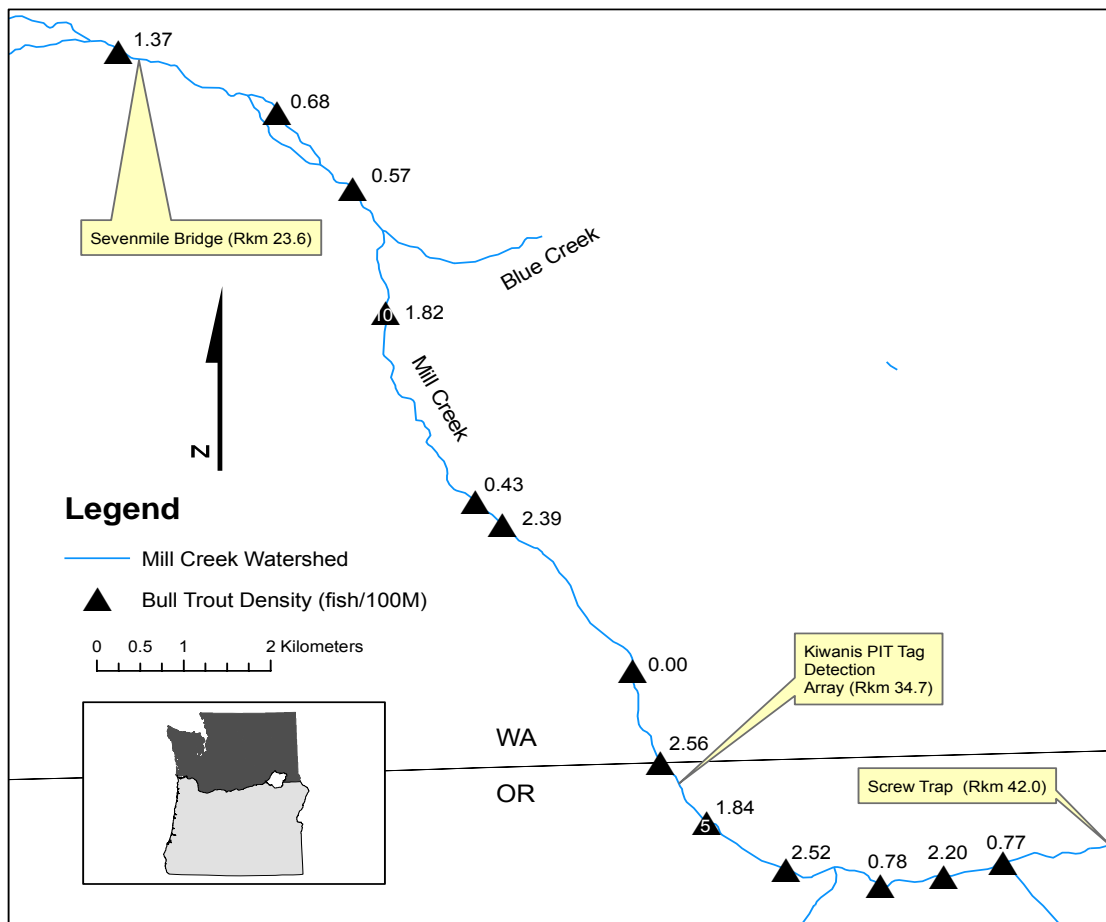 1.37
0.68
0.57
Sevenmile Bridge (Rkm 23.6)
Blue Creek
10
1.82
Mill Creek
N
0.43
2.39
Legend
Mill Creek Watershed
Bull Trout Density (fish/100M)
0 0.5 1 2 Kilometers
0.00
Kiwanis PIT Tag
Detection
Array (Rkm 34.7)
WA
2.56
OR
Screw Trap (Rkm 42.0)
5
1.84
2.52
0.78
2.20
0.77